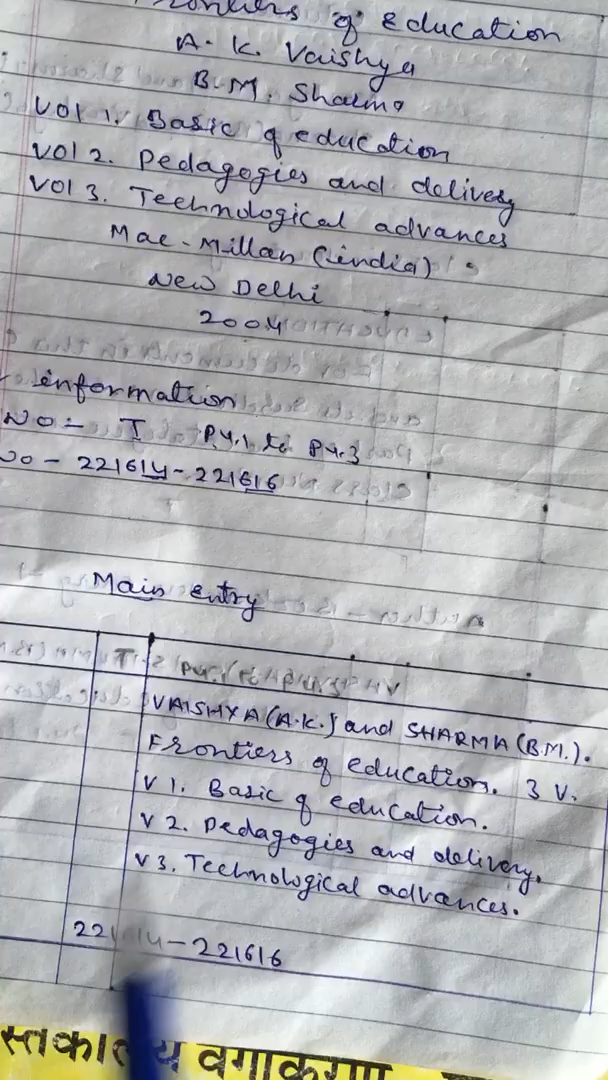 of education
A. K. Vaishya
B. M. Sharma
Vol 1. Basic of education
Vol 2. Pedagogies and delivery
Vol 3. Technological advances
Mac-Millan (india)
New Delhi
2004
information
NO - T P4.1 to P4.3
NO - 221614-221616
Main entry
T P4.1 to P4.3
VAISHYA (A.K.) and SHARMA (B.M.).
Frontiers of education. 3 V.
V 1. Basic of education.
V 2. Pedagogies and delivery.
V 3. Technological advances.
-221616